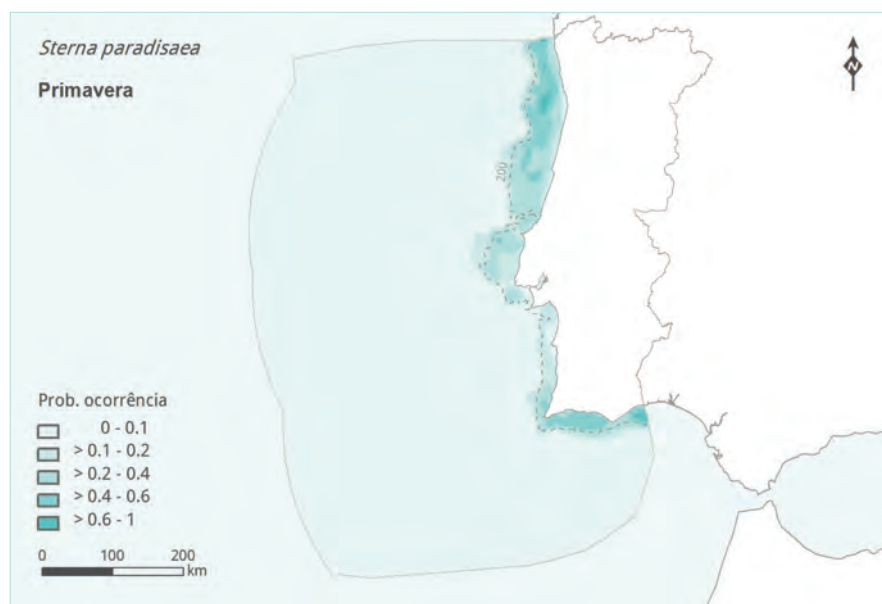 Sterna paradisaea
Primavera
N
200
Prob. ocorrência
0 - 0.1
> 0.1 - 0.2
> 0.2 - 0.4
> 0.4 - 0.6
> 0.6 - 1
0 100 200
km